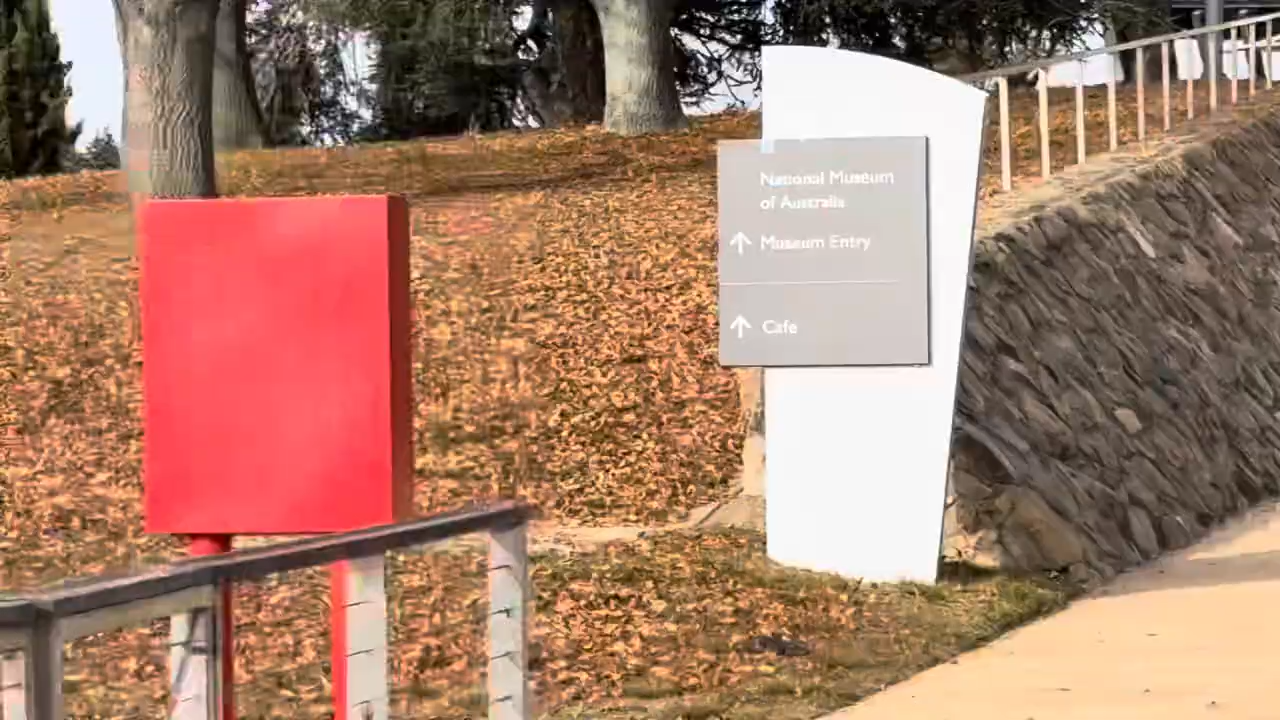 National Museum
of Australia
↑ Museum Entry
↑ Cafe